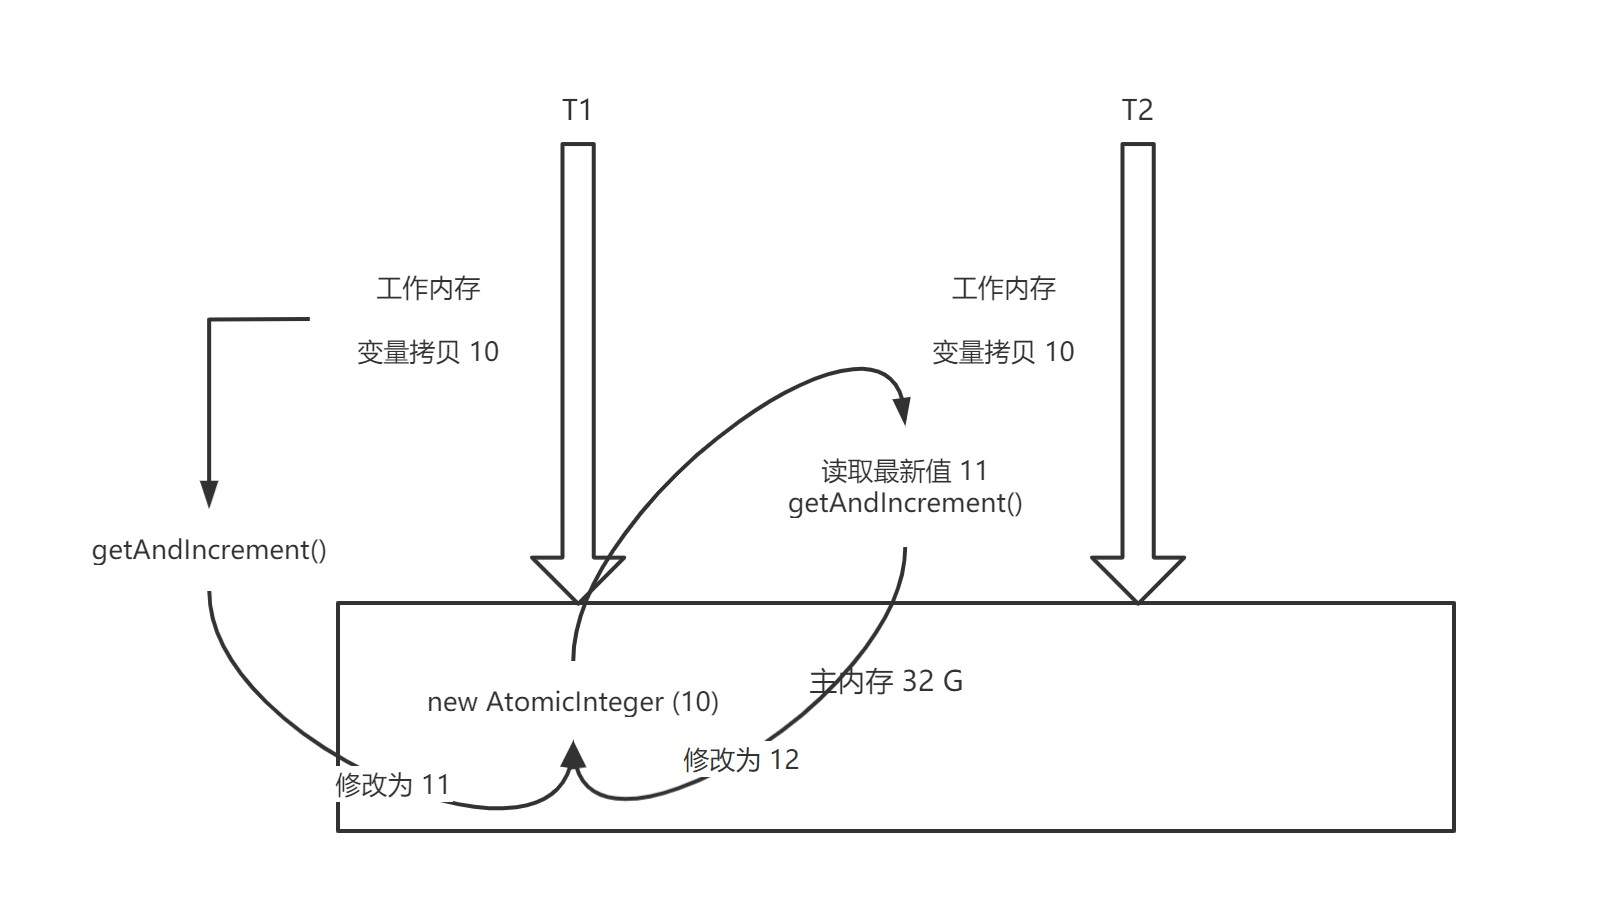 T1
T2
工作内存
变量拷贝 10
工作内存
变量拷贝 10
读取最新值 11
getAndIncrement()
getAndIncrement()
主内存 32 G
new AtomicInteger (10)
修改为 12
修改为 11